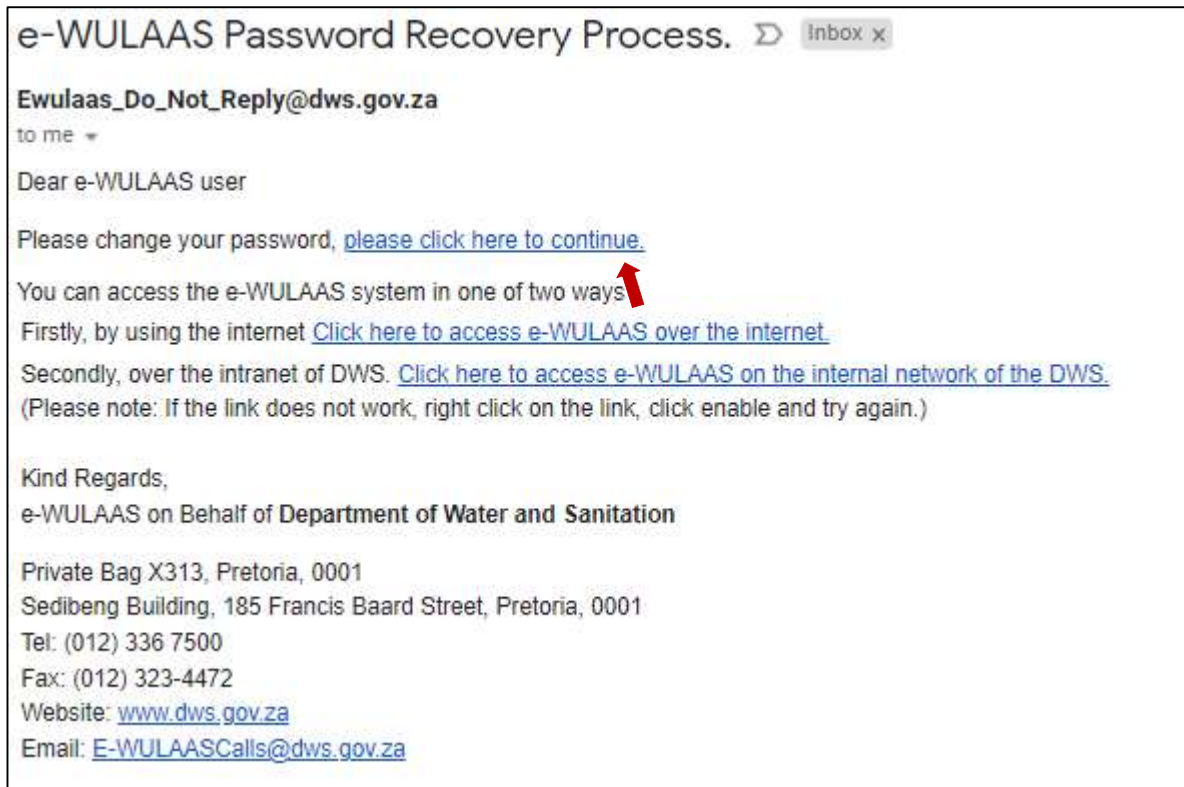 e-WULAAS Password Recovery Process. Inbox x
Ewulaas_Do_Not_Reply@dws.gov.za
to me
Dear e-WULAAS user
Please change your password, please click here to continue.
You can access the e-WULAAS system in one of two ways
Firstly, by using the internet Click here to access e-WULAAS over the internet.
Secondly, over the intranet of DWS. Click here to access e-WULAAS on the internal network of the DWS.
(Please note: If the link does not work, right click on the link, click enable and try again.)
Kind Regards,
e-WULAAS on Behalf of Department of Water and Sanitation
Private Bag X313, Pretoria, 0001
Sedibeng Building, 185 Francis Baard Street, Pretoria, 0001
Tel: (012) 336 7500
Fax: (012) 323-4472
Website: www.dws.gov.za
Email: E-WULAASCalls@dws.gov.za